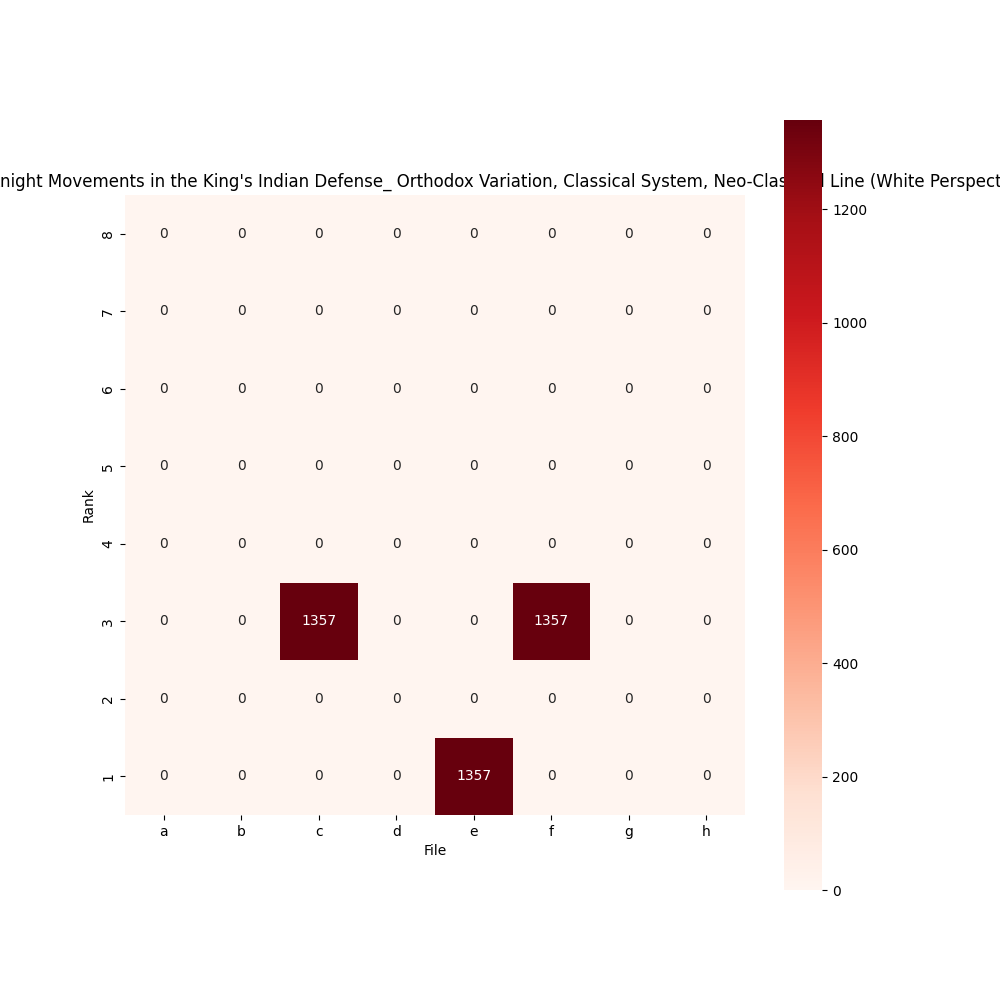 night Movements in the King's Indian Defense_ Orthodox Variation, Classical System, Neo-Classical Line (White Perspect
8 0 0 0 0 0 0 0 0
7 0 0 0 0 0 0 0 0
6 0 0 0 0 0 0 0 0
5 0 0 0 0 0 0 0 0
Rank
4 0 0 0 0 0 0 0 0
3 0 0 1357 0 0 1357 0 0
2 0 0 0 0 0 0 0 0
1 0 0 0 0 1357 0 0 0
a b c d e f g h
File
1200
1000
800
600
400
200
0